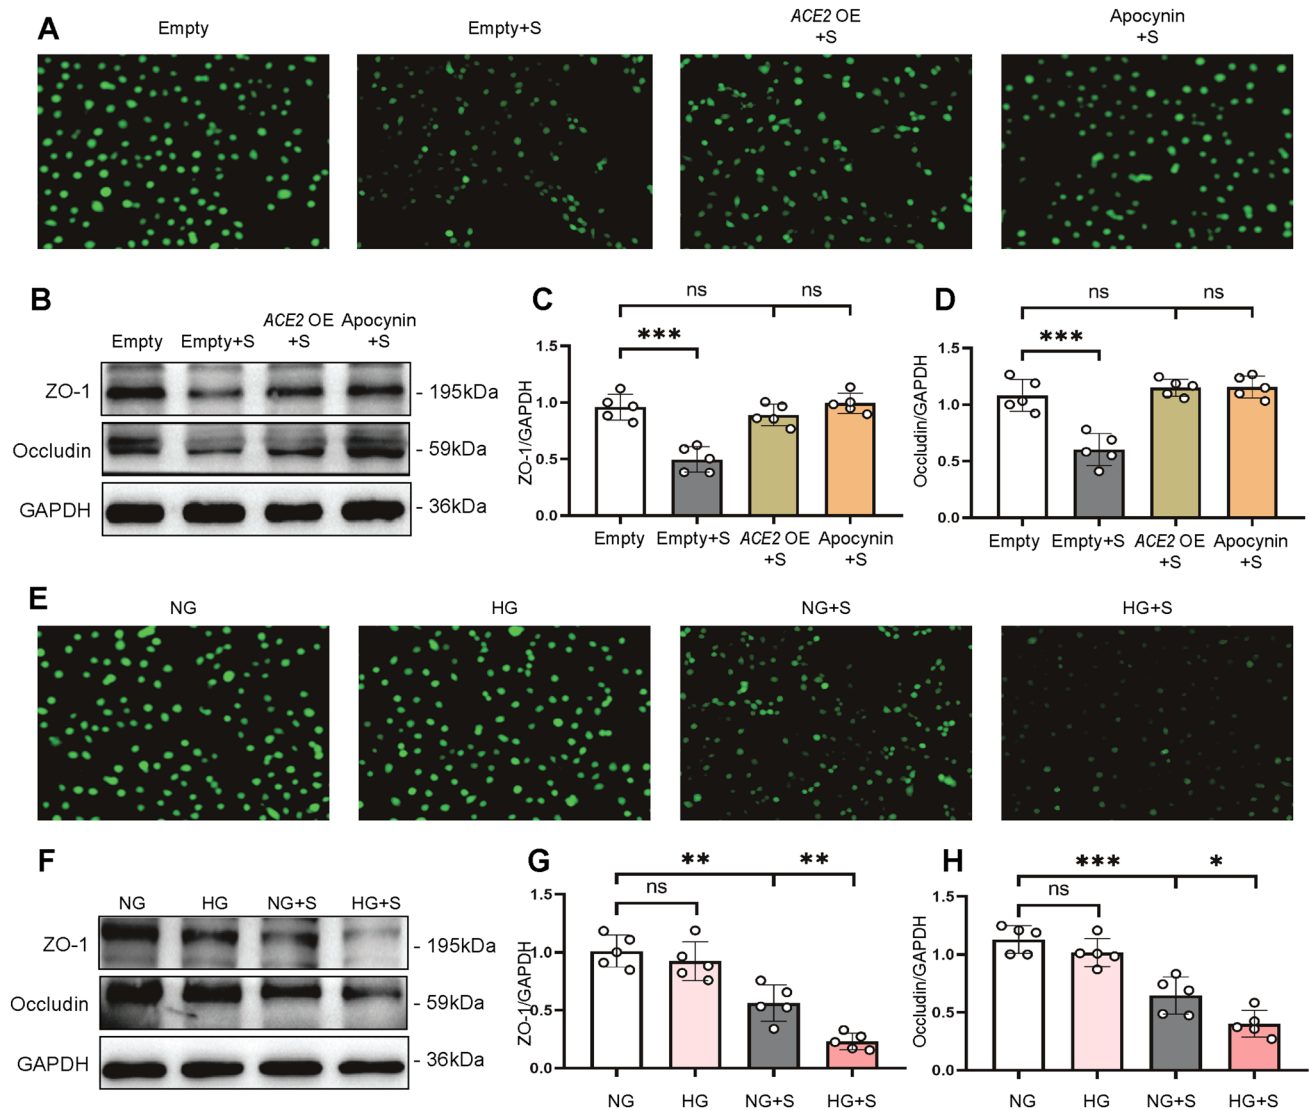 A
Empty
Empty+S
ACE2 OE
+S
Apocynin
+S
B
Empty
Empty+S
ACE2 OE
+S
Apocynin
+S
ZO-1
- 195kDa
Occludin
- 59kDa
GAPDH
- 36kDa
C
ns
ns
***
ZO-1/GAPDH
1.5
1.0
0.5
0.0
Empty
Empty+S
ACE2 OE
+S
Apocynin
+S
D
ns
ns
***
Occludin/GAPDH
1.5
1.0
0.5
0.0
Empty
Empty+S
ACE2 OE
+S
Apocynin
+S
E
NG
HG
NG+S
HG+S
F
NG
HG
NG+S
HG+S
ZO-1
- 195kDa
Occludin
- 59kDa
GAPDH
- 36kDa
G
**
**
ns
ZO-1/GAPDH
1.5
1.0
0.5
0.0
NG
HG
NG+S
HG+S
H
***
*
ns
Occludin/GAPDH
1.5
1.0
0.5
0.0
NG
HG
NG+S
HG+S